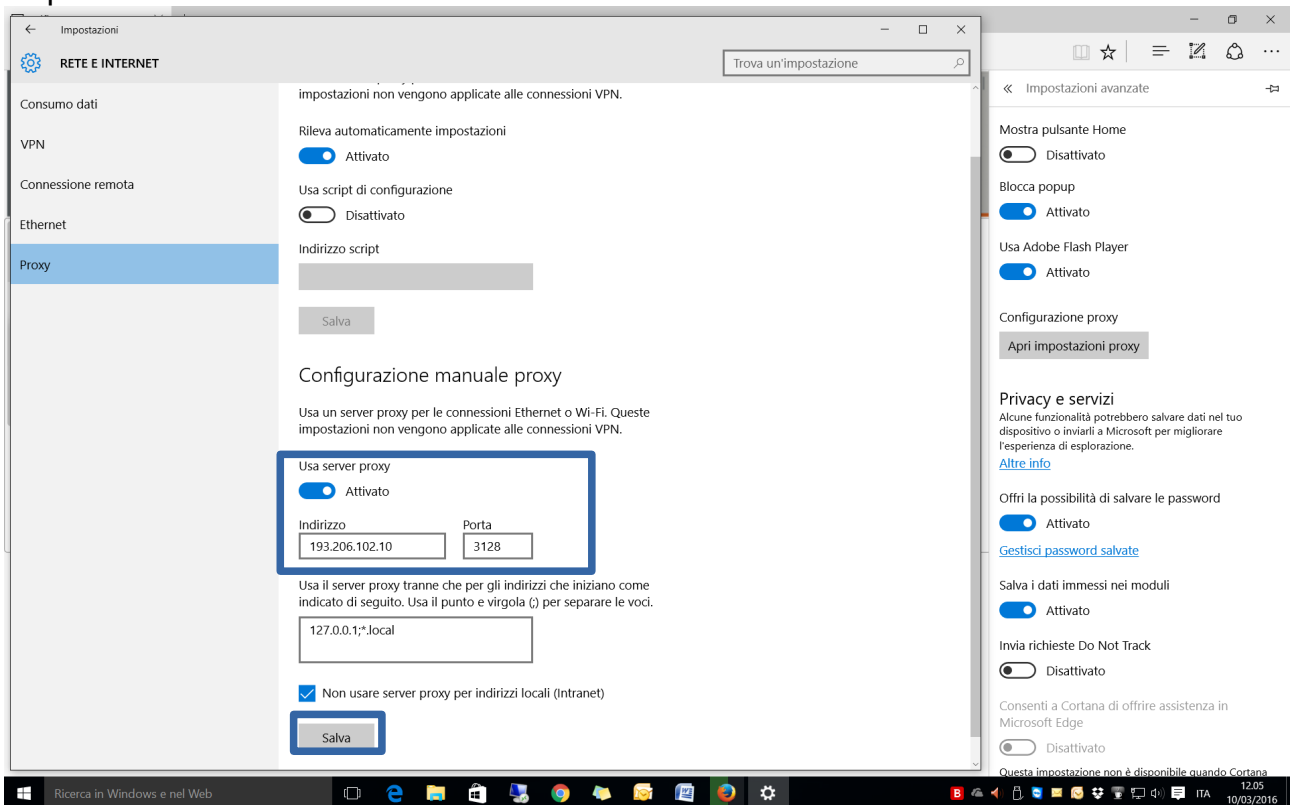 Impostazioni
RETE E INTERNET
Trova un'impostazione
Consumo dati
VPN
Connessione remota
Ethernet
Proxy
impostazioni non vengono applicate alle connessioni VPN.
Rileva automaticamente impostazioni
Attivato
Usa script di configurazione
Disattivato
Indirizzo script
Salva
Configurazione manuale proxy
Usa un server proxy per le connessioni Ethernet o Wi-Fi. Queste
impostazioni non vengono applicate alle connessioni VPN.
Usa server proxy
Attivato
Indirizzo Porta
193.206.102.10 3128
Usa il server proxy tranne che per gli indirizzi che iniziano come
indicato di seguito. Usa il punto e virgola (;) per separare le voci.
127.0.0.1;*.local
Non usare server proxy per indirizzi locali (Intranet)
Salva
« Impostazioni avanzate
Mostra pulsante Home
Disattivato
Blocca popup
Attivato
Usa Adobe Flash Player
Attivato
Configurazione proxy
Apri impostazioni proxy
Privacy e servizi
Alcune funzionalità potrebbero salvare dati nel tuo
dispositivo o inviarli a Microsoft per migliorare
l'esperienza di esplorazione.
Altre info
Offri la possibilità di salvare le password
Attivato
Gestisci password salvate
Salva i dati immessi nei moduli
Attivato
Invia richieste Do Not Track
Disattivato
Consenti a Cortana di offrire assistenza in
Microsoft Edge
Disattivato
Questa impostazione non è disponibile quando Cortana
Ricerca in Windows e nel Web
ITA
12.05
10/03/2016